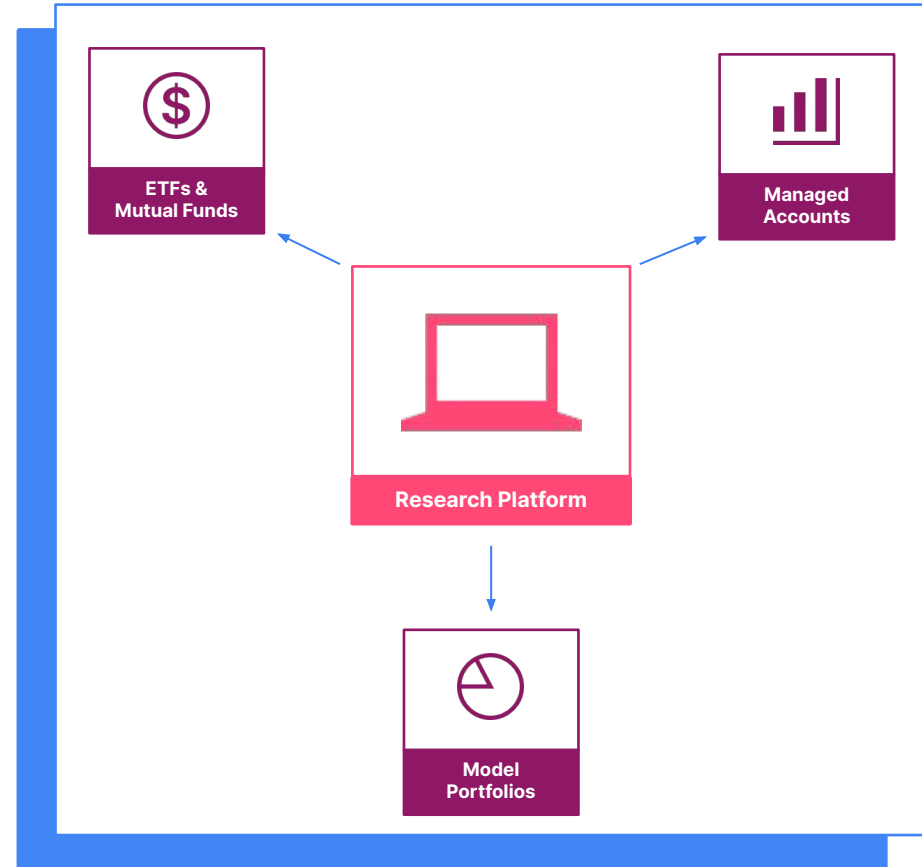 $
ETFs &
Mutual Funds
Managed
Accounts
Research Platform
Model
Portfolios